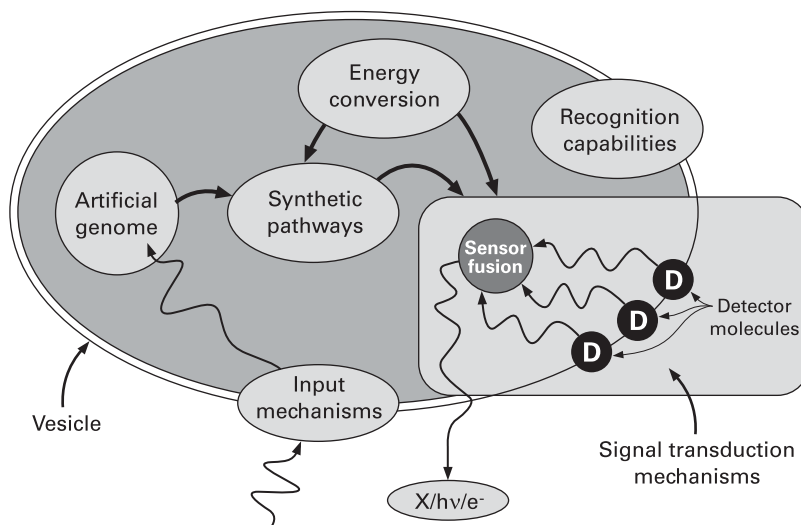 Energy
conversion
Recognition
capabilities
Artificial
genome
Synthetic
pathways
Sensor
fusion
D
D
D
Detector
molecules
Input
mechanisms
Vesicle
Signal transduction
mechanisms
X/hν/e-